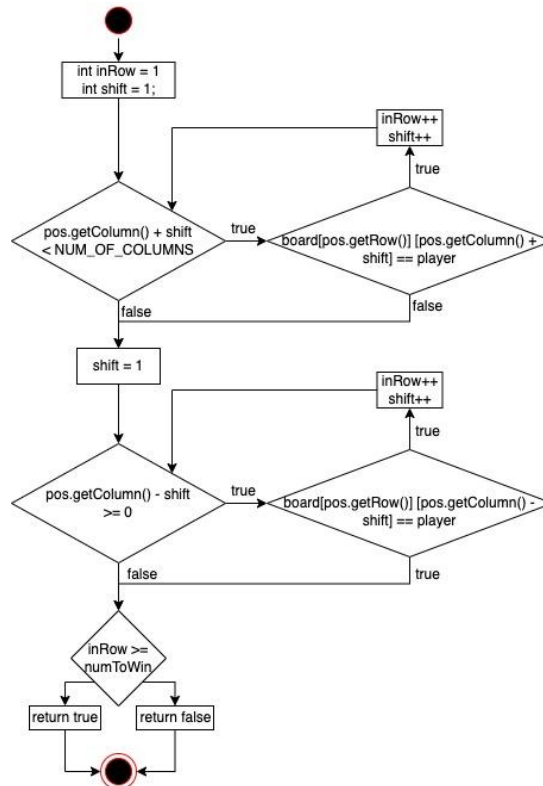 int inRow = 1
int shift = 1;
inRow++
shift++
true
pos.getColumn() + shift
< NUM_OF_COLUMNS
true
board[pos.getRow()] [pos.getColumn() +
shift] == player
false
false
shift = 1
inRow++
shift++
true
pos.getColumn() - shift
>= 0
true
board[pos.getRow()] [pos.getColumn() -
shift] == player
false
true
inRow >=
numToWin
return true
return false